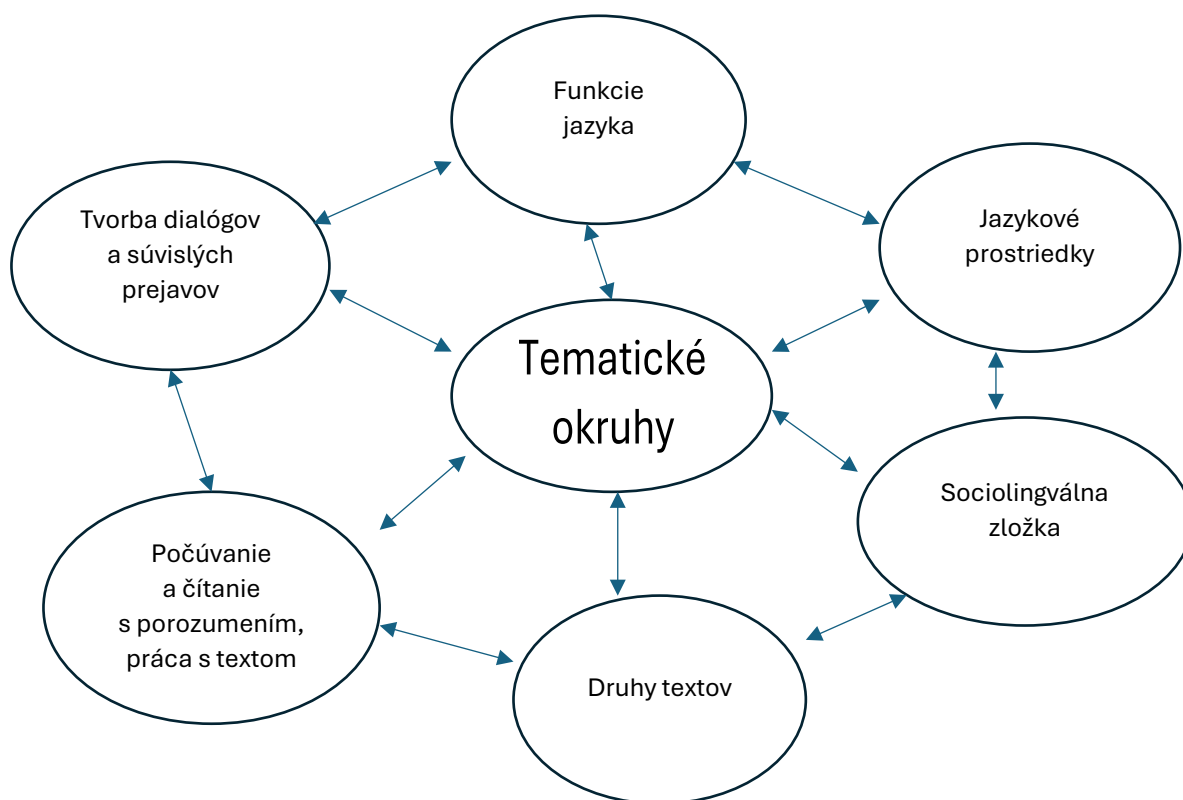 Funkcie
jazyka
Tvorba dialógov
a súvislých
prejavov
Jazykové
prostriedky
Tematické
okruhy
Sociolingválna
zložka
Počúvanie
a čítanie
s porozumením,
práca s textom
Druhy textov